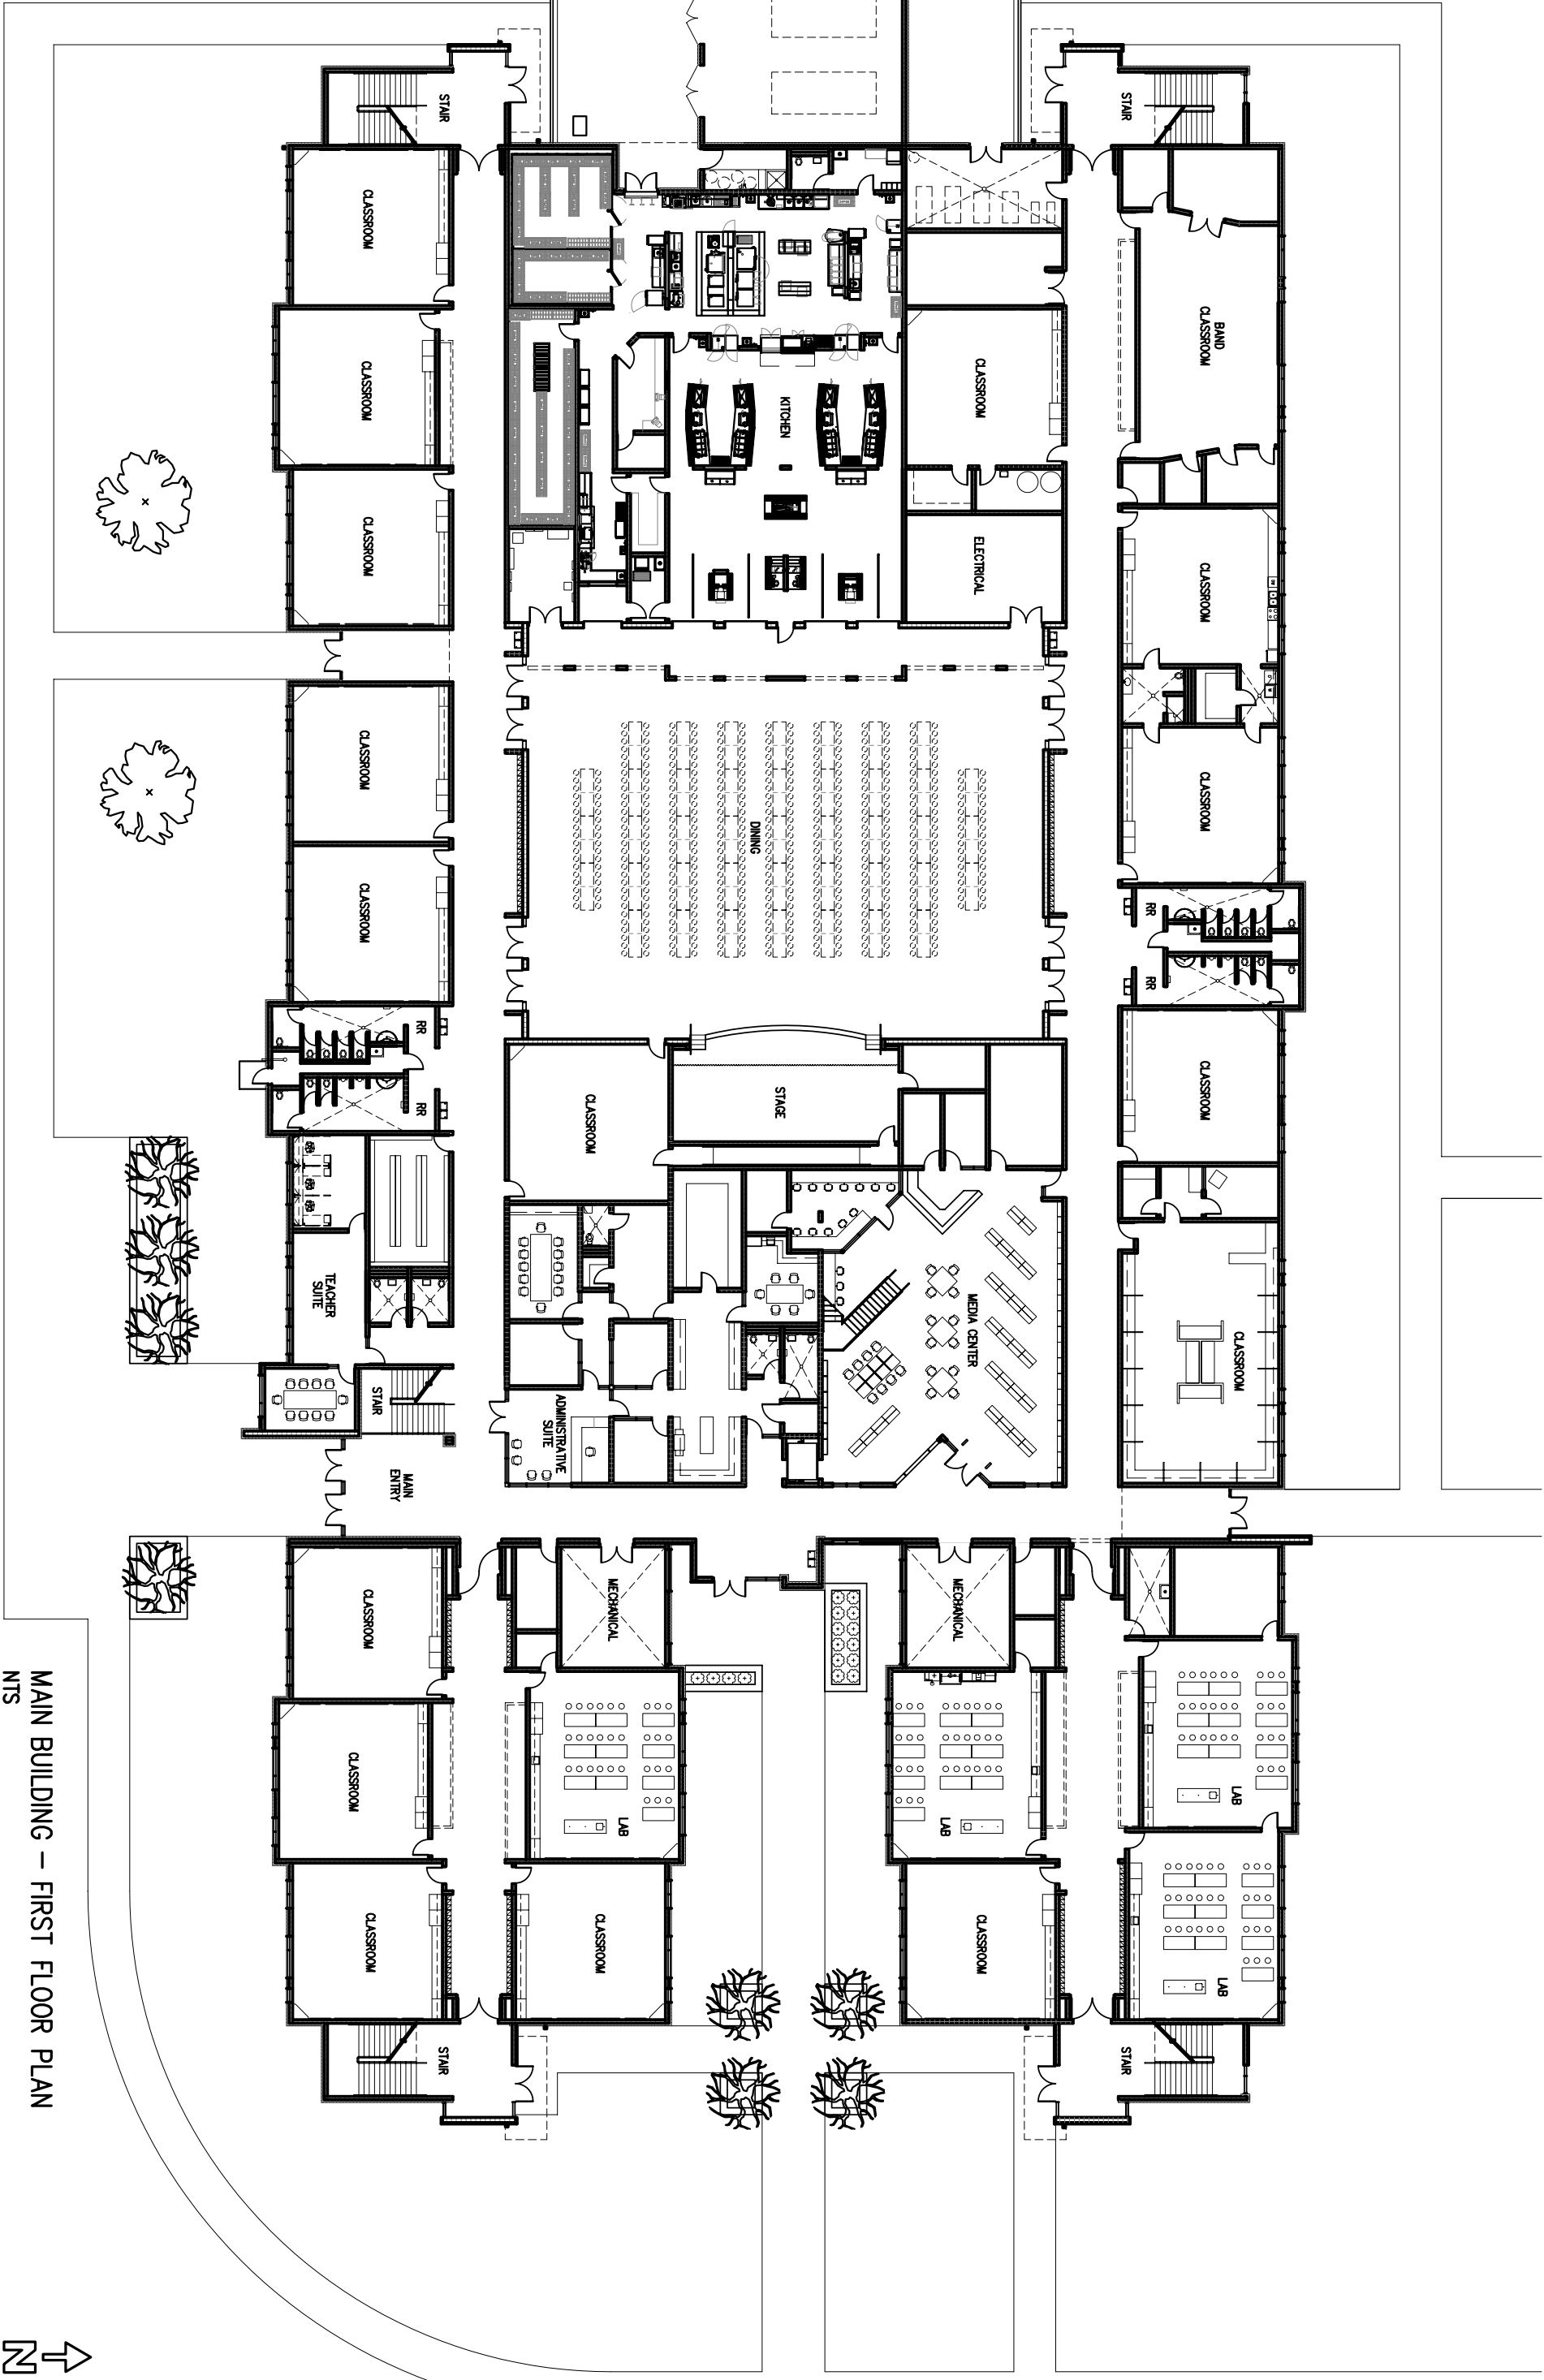 BAND
CLASSROOM
CLASSROOM
CLASSROOM
CLASSROOM
CLASSROOM
LAB
LAB
RR
RR
STAIR
STAIR
CLASSROOM
ELECTRICAL
MEDIA CENTER
MECHANICAL
LAB
CLASSROOM
KITCHEN
DINING
STAGE
CLASSROOM
ADMINISTRATIVE
SUITE
MECHANICAL
LAB
CLASSROOM
STAIR
RR
RR
STAIR
CLASSROOM
CLASSROOM
CLASSROOM
CLASSROOM
CLASSROOM
TEACHER
SUITE
STAIR
MAIN
ENTRY
CLASSROOM
CLASSROOM
CLASSROOM
MAIN BUILDING – FIRST FLOOR PLAN
NTS
N